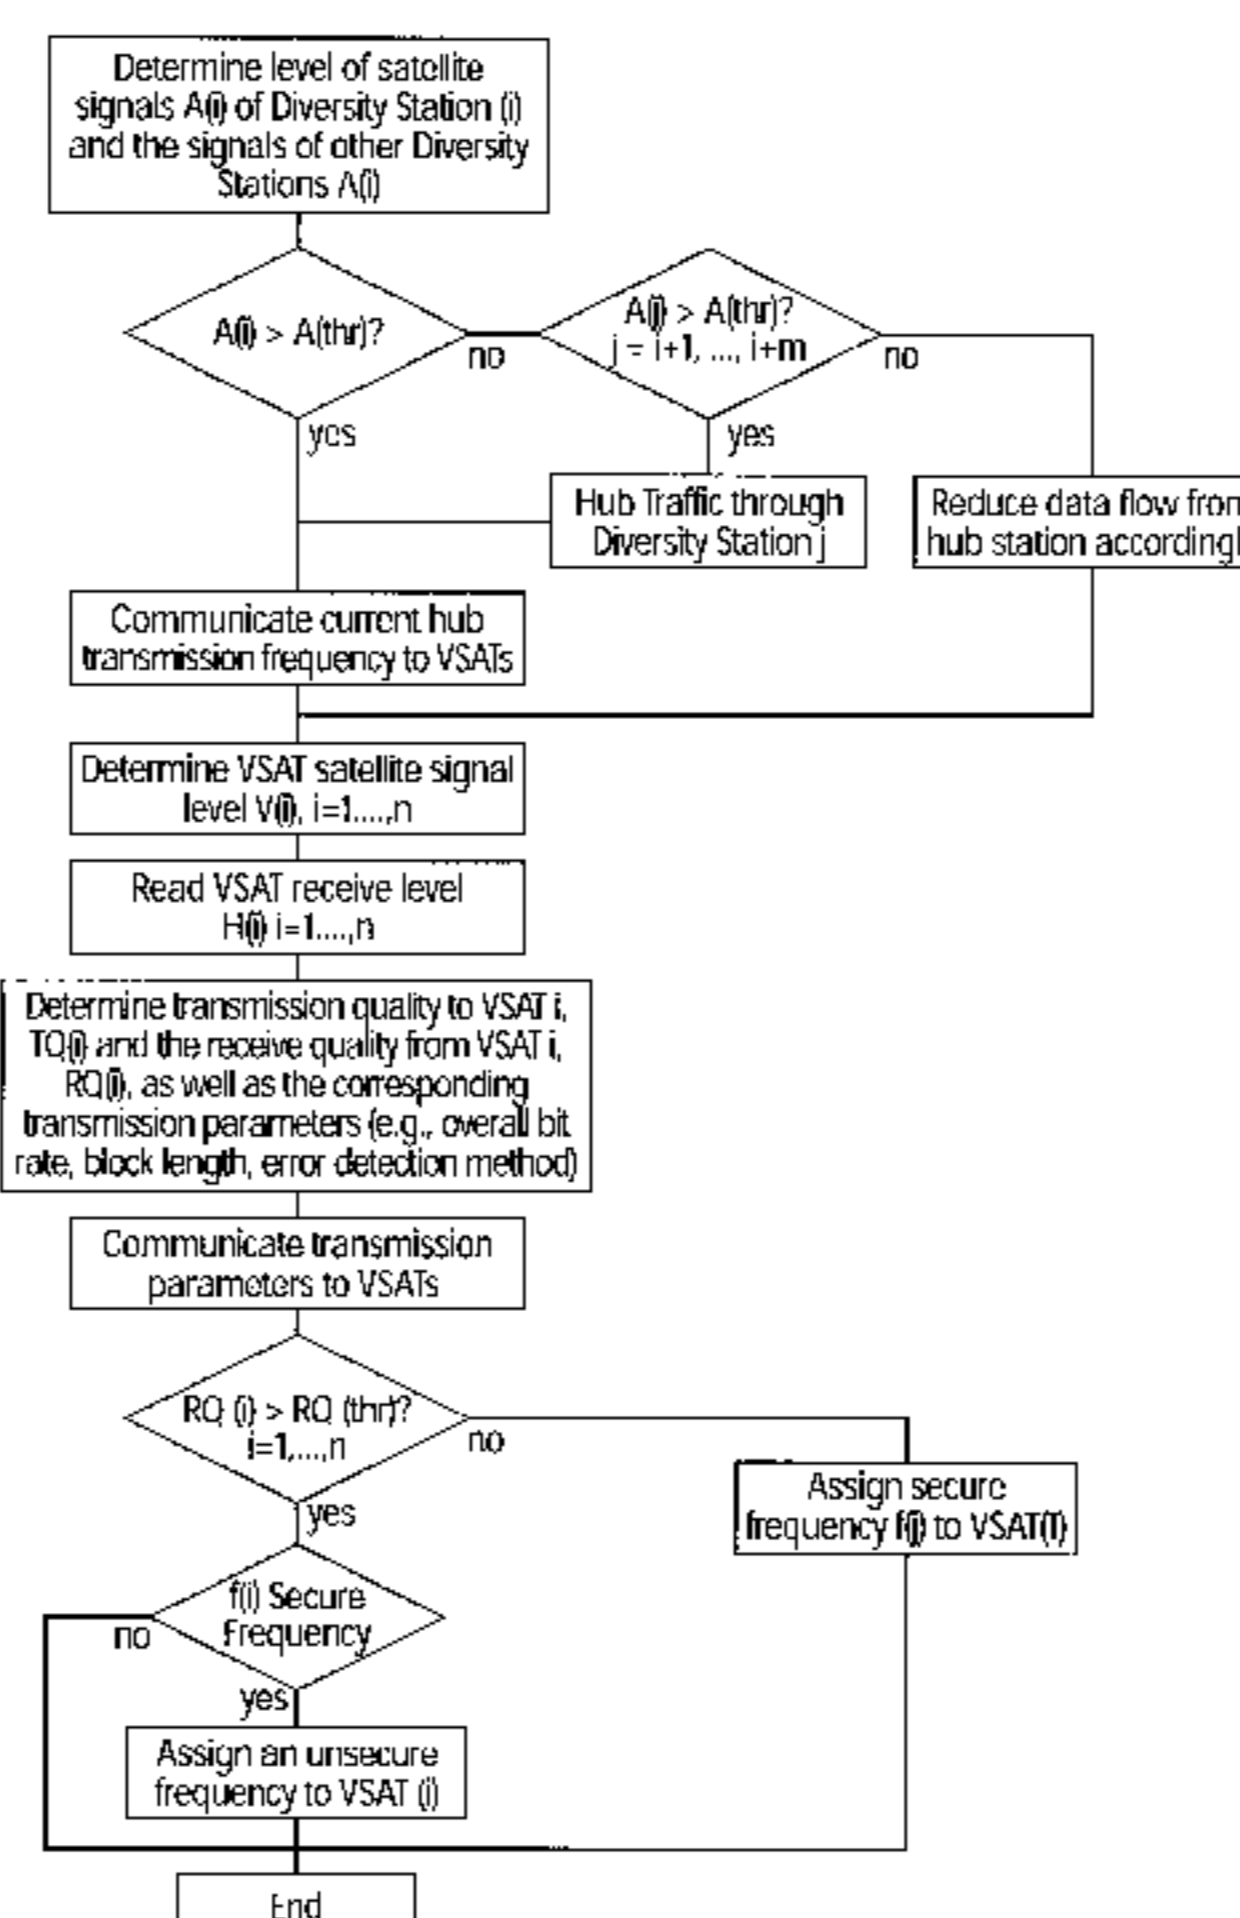 Determine level of satellite
signals A(i) of Diversity Station (i)
and the signals of other Diversity
Stations A(i)
A(i) > A(thr)?
no
yes
A(j) > A(thr)?
j = i+1, ..., i+m
no
yes
Hub Traffic through
Diversity Station j
Reduce data flow from
hub station accordingl
Communicate current hub
transmission frequency to VSATs
Determine VSAT satellite signal
level V(i), i=1....,n
Read VSAT receive level
H(i) i=1....,n
Determine transmission quality to VSAT i,
TQ(i) and the receive quality from VSAT i,
RQ(i), as well as the corresponding
transmission parameters (e.g., overall bit
rate, block length, error detection method)
Communicate transmission
parameters to VSATs
RQ (i) > RQ (thr)?
i=1,...,n
no
yes
Assign secure
frequency f(j) to VSAT(f)
f(i) Secure
Frequency
no
yes
Assign an unsecure
frequency to VSAT (i)
End